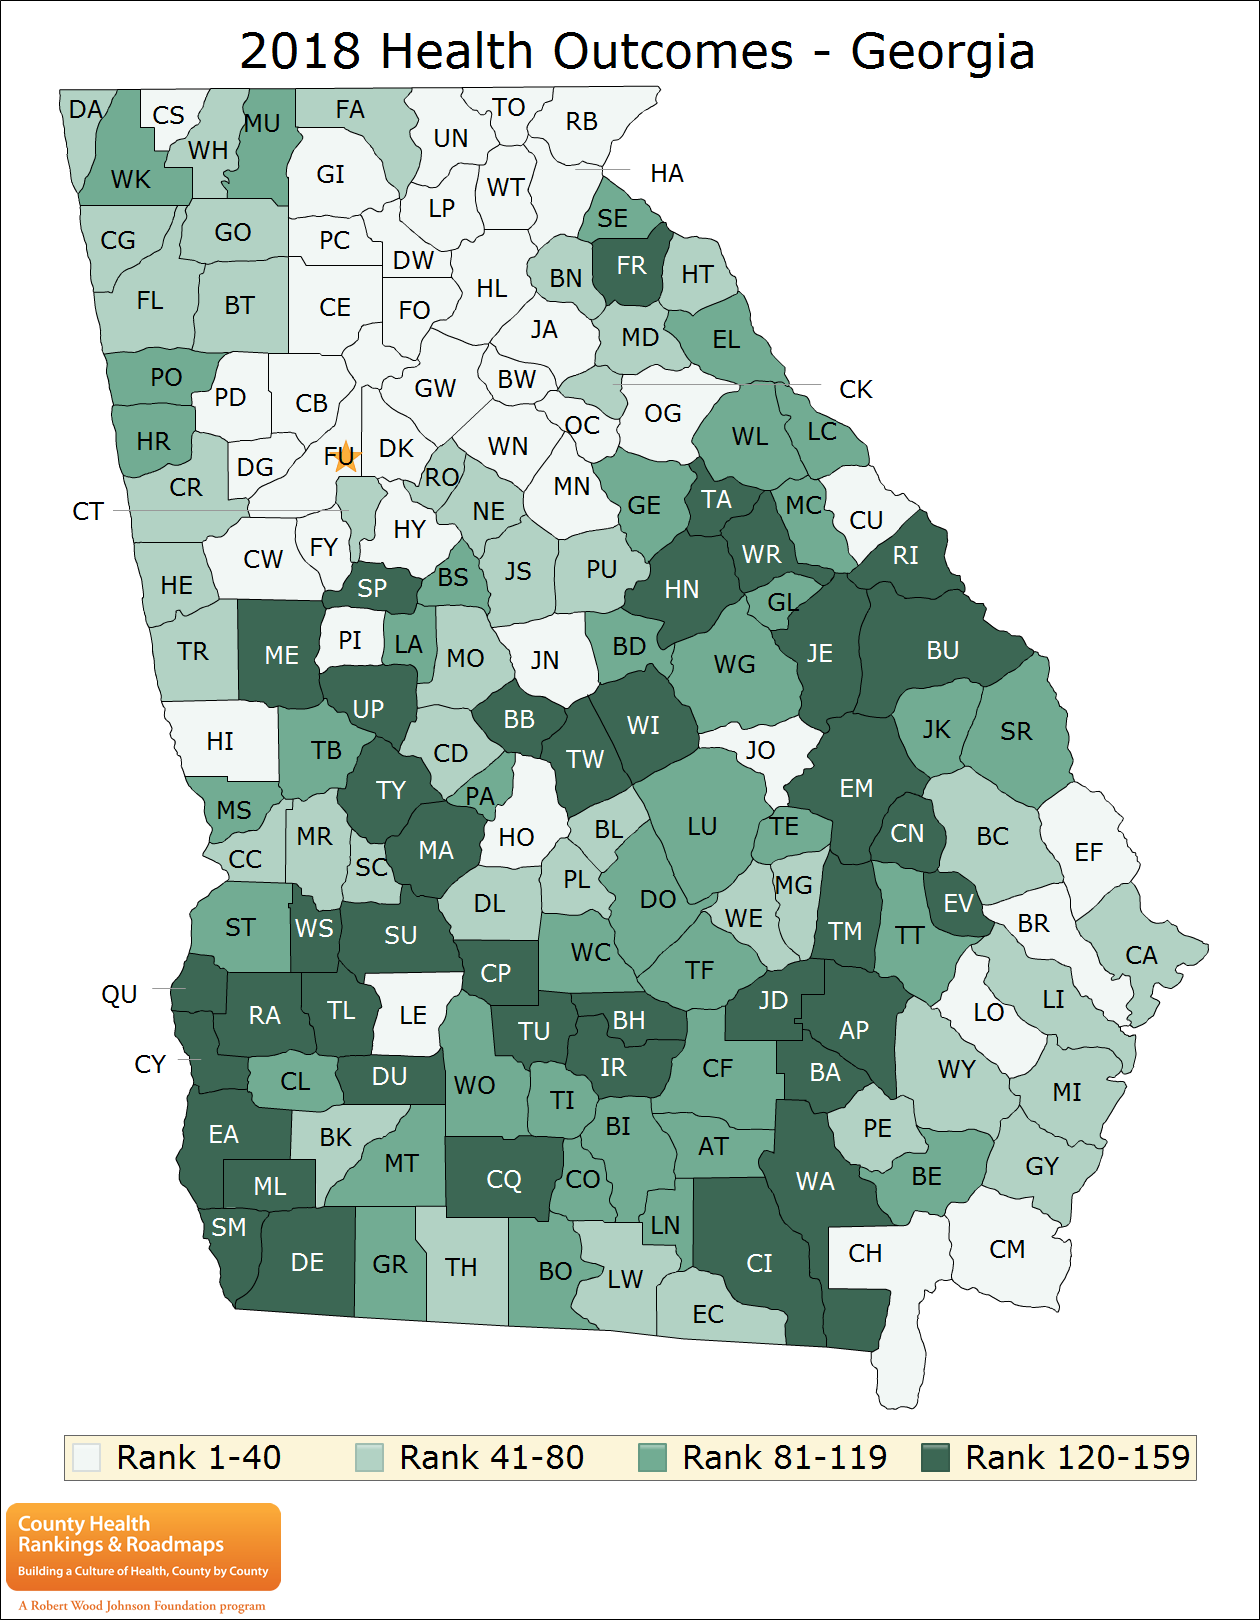 2018 Health Outcomes - Georgia
DA CS MU FA UN TO RB
WH
WK GI LP WT HA
CG GO PC DW SE
FL BT CE FO HL BN FR HT
JA MD EL
PO PD CB GW BW CK
HR DG FU DK WN OC OG WL LC
CR RO MN
CT HY NE GE TA MC CU
CW FY WR RI
HE SP BS JS PU HN GL
TR ME PI LA MO JN BD WG JE BU
UP BB WI
HI TB CD TW JO JK SR
MS TY PA EM
MR HO BL LU TE CN BC EF
CC SC MA PL MG
ST WS SU DL DO WE TM TT EV BR CA
CP WC TF
QU RA TL LE TU BH JD AP LO LI
CY CL DU WO IR CF BA WY MI
TI
EA BK BI AT PE
ML MT CQ CO WA BE GY
SM LN
DE GR TH BO LW CI CH CM
EC
Rank 1-40 Rank 41-80 Rank 81-119 Rank 120-159
County Health
Rankings & Roadmaps
Building a Culture of Health, County by County
A Robert Wood Johnson Foundation program